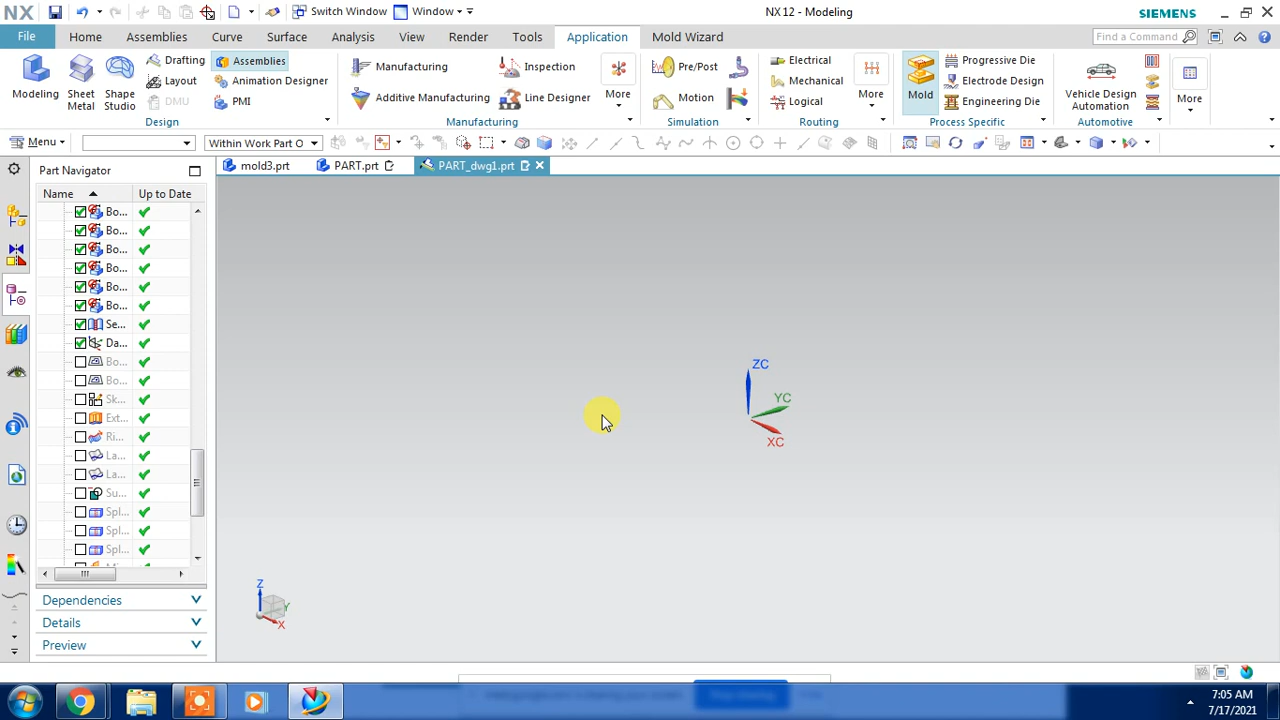 NX Switch Window Window NX 12 - Modeling SIEMENS
File Home Assemblies Curve Surface Analysis View Render Tools Application Mold Wizard Find a Command
Modeling Sheet Metal Shape Studio Drafting Layout DMU Assemblies Animation Designer PMI
Manufacturing Additive Manufacturing Inspection Line Designer More
Pre/Post Motion
Electrical Mechanical Logical More
Mold Progressive Die Electrode Design Engineering Die
Vehicle Design Automation More
Design Manufacturing Simulation Routing Process Specific Automotive
Menu Within Work Part O
mold3.prt PART.prt PART_dwg1.prt
Part Navigator
Name Up to Date
Bo...
Bo...
Bo...
Bo...
Bo...
Bo...
Se...
Da...
Bo...
Bo...
Sk...
Ext...
Ri...
La...
La...
Su...
Spl...
Spl...
Spl...
Dependencies
Details
Preview
ZC
YC
XC
Z
Y
X
7:05 AM
7/17/2021